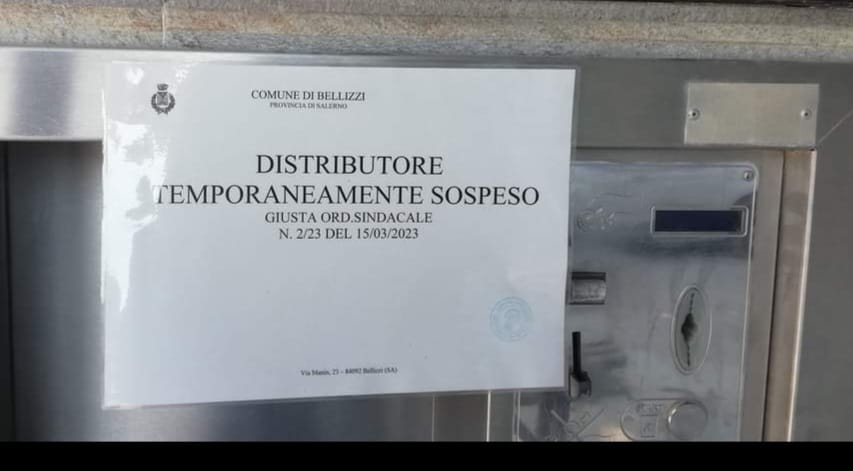 COMUNE DI BELLIZZI
PROVINCIA DI SALERNO
DISTRIBUTORE
TEMPORANEAMENTE SOSPESO
GIUSTA ORD.SINDACALE
N. 2/23 DEL 15/03/2023
Via Manin, 23 – 84092 Bellizzi (SA)